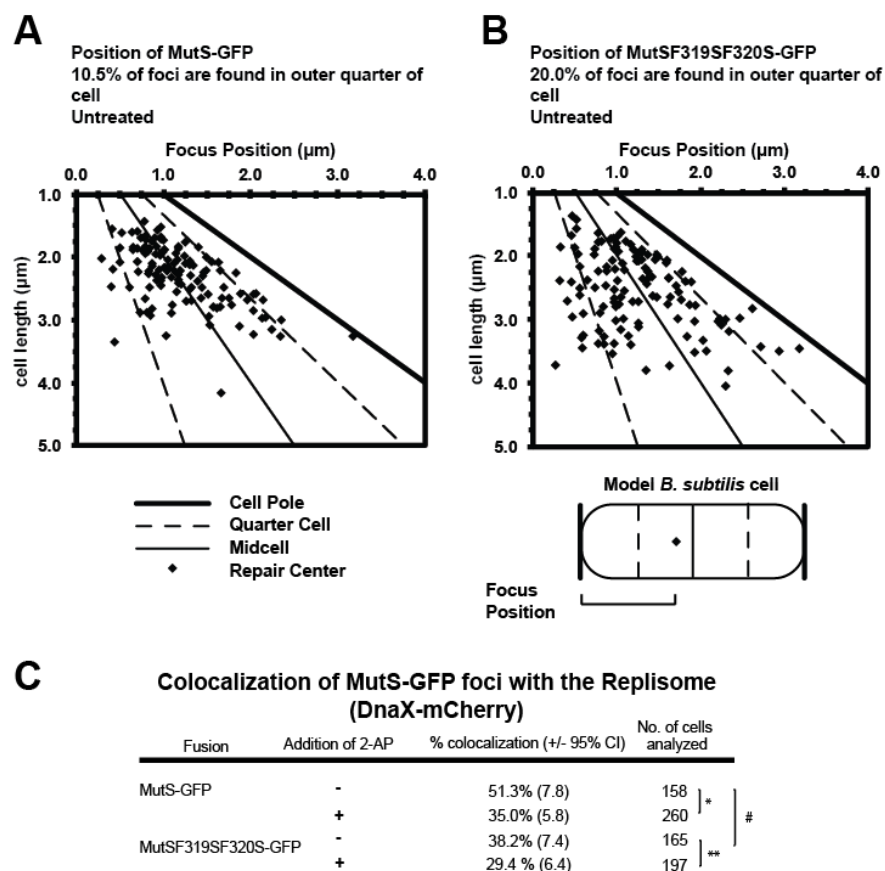 A
Position of MutS-GFP
10.5% of foci are found in outer quarter of
cell
Untreated
Focus Position (µm)
0.0 1.0 2.0 3.0 4.0
1.0
2.0
3.0
4.0
5.0
cell length (µm)
B
Position of MutSF319SF320S-GFP
20.0% of foci are found in outer quarter of
cell
Untreated
Focus Position (µm)
0.0 1.0 2.0 3.0 4.0
1.0
2.0
3.0
4.0
5.0
cell length (µm)
Cell Pole
Quarter Cell
Midcell
Repair Center
Model B. subtilis cell
Focus
Position
C
Colocalization of MutS-GFP foci with the Replisome
(DnaX-mCherry)
Fusion Addition of 2-AP % colocalization (+/- 95% CI) No. of cells
analyzed
MutS-GFP - 51.3% (7.8) 158
+ 35.0% (5.8) 260
*
#
MutSF319SF320S-GFP - 38.2% (7.4) 165
+ 29.4 % (6.4) 197
**